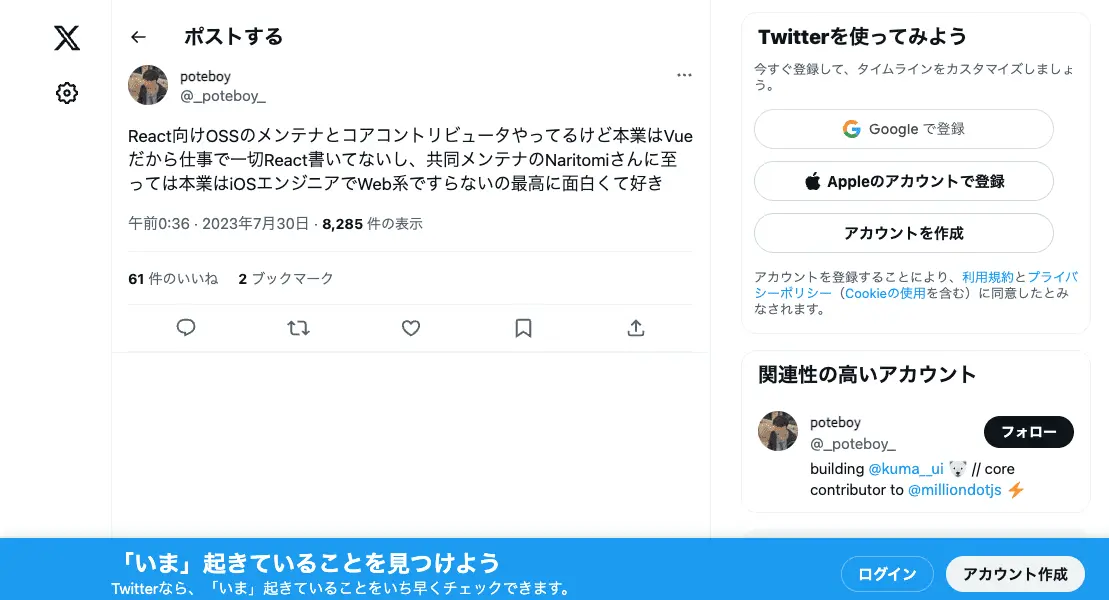 ポストする
poteboy
@_poteboy_
React向けOSSのメンテナとコアコントリビュータやってるけど本業はVue
だから仕事で一切React書いてないし、共同メンテナのNaritomiさんに至
っては本業はiOSエンジニアでWeb系ですらないの最高に面白くて好き
午前0:36 · 2023年7月30日 · 8,285 件の表示
61 件のいいね 2 ブックマーク
Twitterを使ってみよう
今すぐ登録して、タイムラインをカスタマイズしましょ
う。
Google で登録
Appleのアカウントで登録
アカウントを作成
アカウントを登録することにより、利用規約とプライバ
シーポリシー（Cookieの使用を含む）に同意したとみ
なされます。
関連性の高いアカウント
poteboy
@_poteboy_
フォロー
building @kuma__ui 🐻‍❄️ // core
contributor to @milliondotjs ⚡
「いま」起きていることを見つけよう
Twitterなら、「いま」起きていることをいち早くチェックできます。
ログイン
アカウント作成